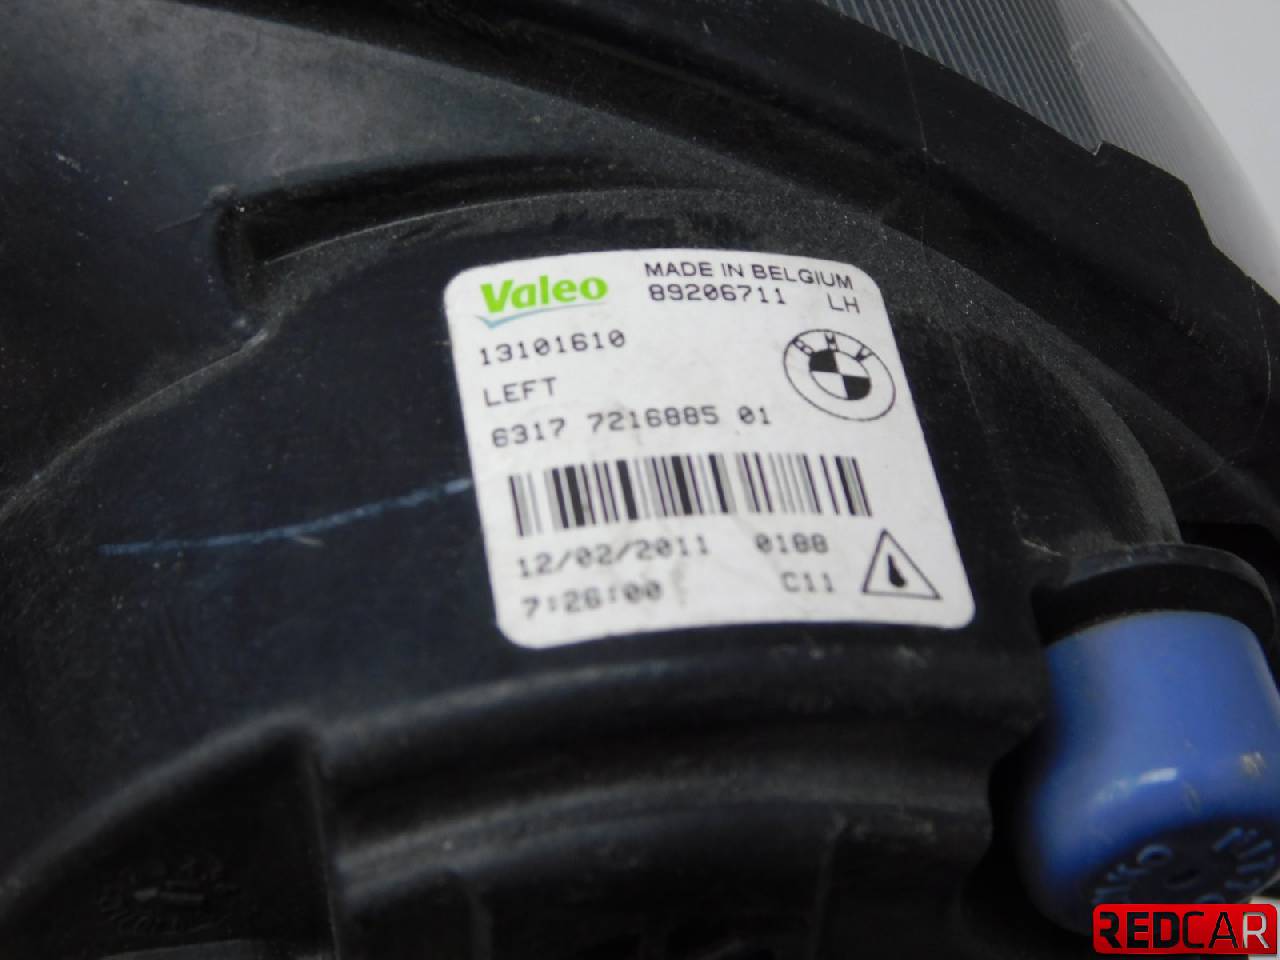 Valeo
MADE IN BELGIUM
89206711 LH
13101610
LEFT
BMW
6317 7216885 01
12/02/2011 0188
7:26:00 C11
REDCAR